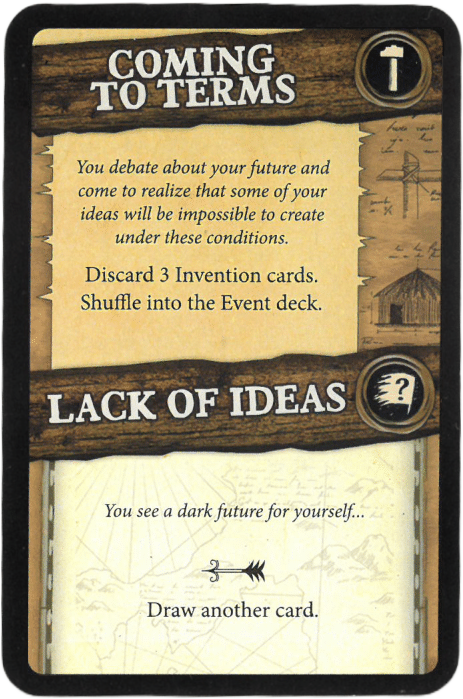 COMING
TO TERMS
You debate about your future and
come to realize that some of your
ideas will be impossible to create
under these conditions.
Discard 3 Invention cards.
Shuffle into the Event deck.
LACK OF IDEAS
?
You see a dark future for yourself...
Draw another card.